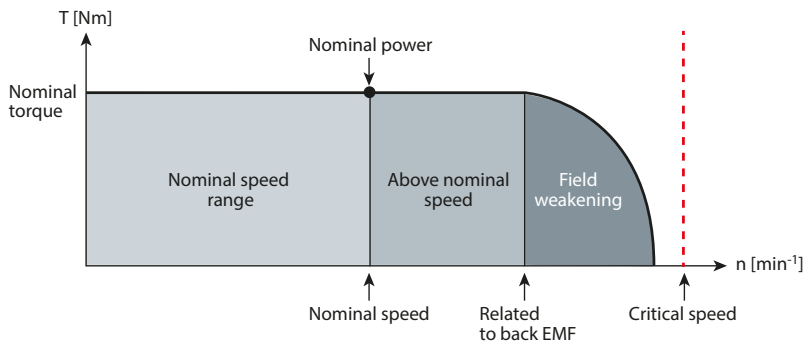 T [Nm]
Nominal power
Nominal
torque
Nominal speed
range
Above nominal
speed
Field
weakening
n [min-1]
Nominal speed
Related
to back EMF
Critical speed